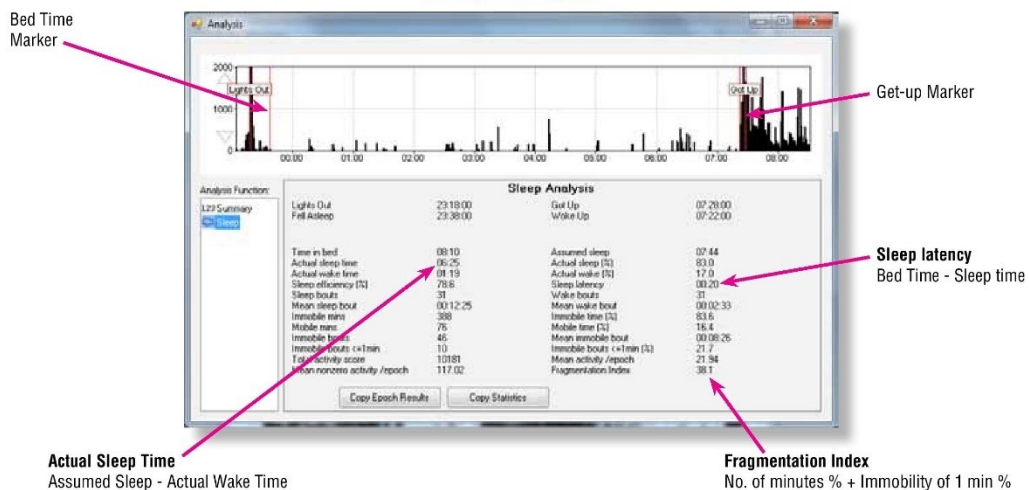 Bed Time
Marker
Analysis
2000
1000
0
Lights Out
Got Up
00:00 01:00 02:00 03:00 04:00 05:00 06:00 07:00 08:00
Get-up Marker
Analysis Function:
123 Summary
Sleep
Sleep Analysis
Lights Out 23:18:00 Got Up 07:28:00
Fell Asleep 23:38:00 Woke Up 07:22:00
Time in bed 08:10 Assumed sleep 07:44
Actual sleep time 06:25 Actual sleep (%) 83.0
Actual wake time 01:19 Actual wake (%) 17.0
Sleep efficiency (%) 78.6 Sleep latency 00:20
Sleep bouts 31 Wake bouts 31
Mean sleep bout 00:12:25 Mean wake bout 00:02:33
Immobile mins 388 Immobile time (%) 83.6
Mobile mins 76 Mobile time (%) 16.4
Immobile bouts 46 Mean immobile bout 00:08:26
Immobile bouts <=1min 10 Immobile bouts <=1min (%) 21.7
Total activity score 10181 Mean activity /epoch 21.94
Mean nonzero activity /epoch 117.02 Fragmentation Index 38.1
Copy Epoch Results Copy Statistics
Sleep latency
Bed Time - Sleep time
Actual Sleep Time
Assumed Sleep - Actual Wake Time
Fragmentation Index
No. of minutes % + Immobility of 1 min %